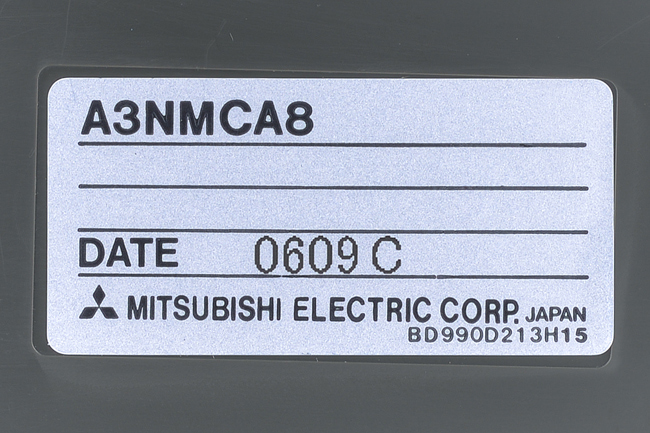 A3NMCA8
DATE 0609 C
MITSUBISHI ELECTRIC CORP. JAPAN
BD990D213H15